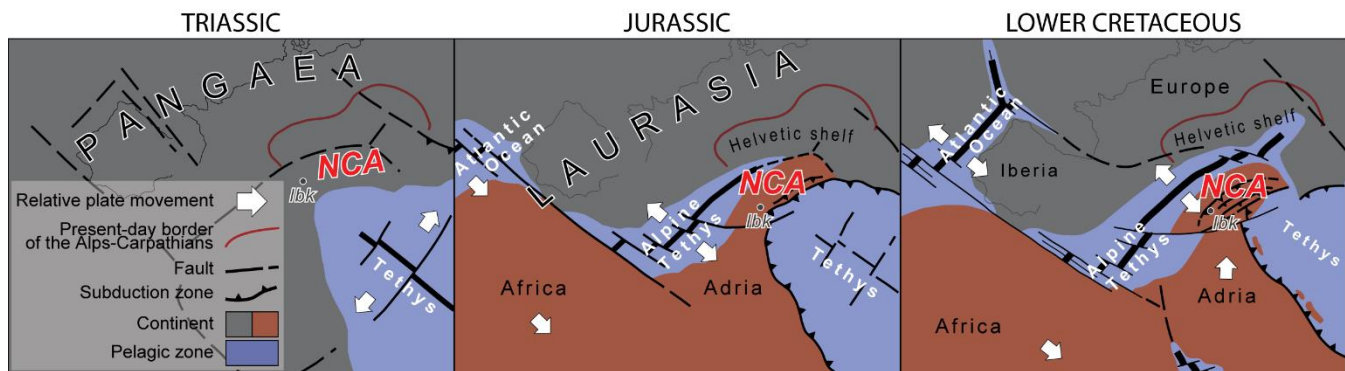 TRIASSIC
JURASSIC
LOWER CRETACEOUS
PANGAEA
NCA
Ibk
Tethys
Relative plate movement
Present-day border
of the Alps-Carpathians
Fault
Subduction zone
Continent
Pelagic zone
LAURASIA
Atlantic
Ocean
Helvetic shelf
NCA
Ibk
Alpine
Tethys
Tethys
Africa
Adria
Europe
Atlantic
Ocean
Helvetic shelf
Iberia
NCA
Ibk
Alpine
Tethys
Tethys
Adria
Africa